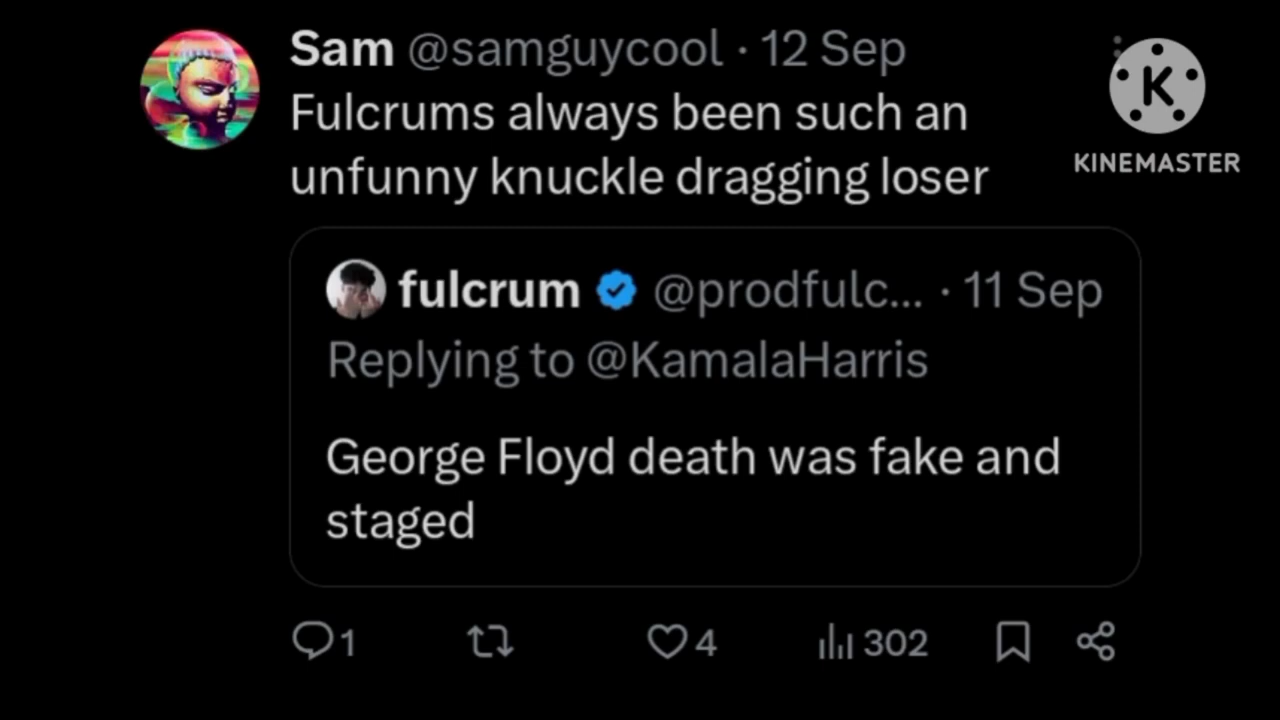 Sam @samguycool · 12 Sep
Fulcrums always been such an
unfunny knuckle dragging loser
K
KINEMASTER
fulcrum @prodfulc... · 11 Sep
Replying to @KamalaHarris
George Floyd death was fake and
staged
1 4 302